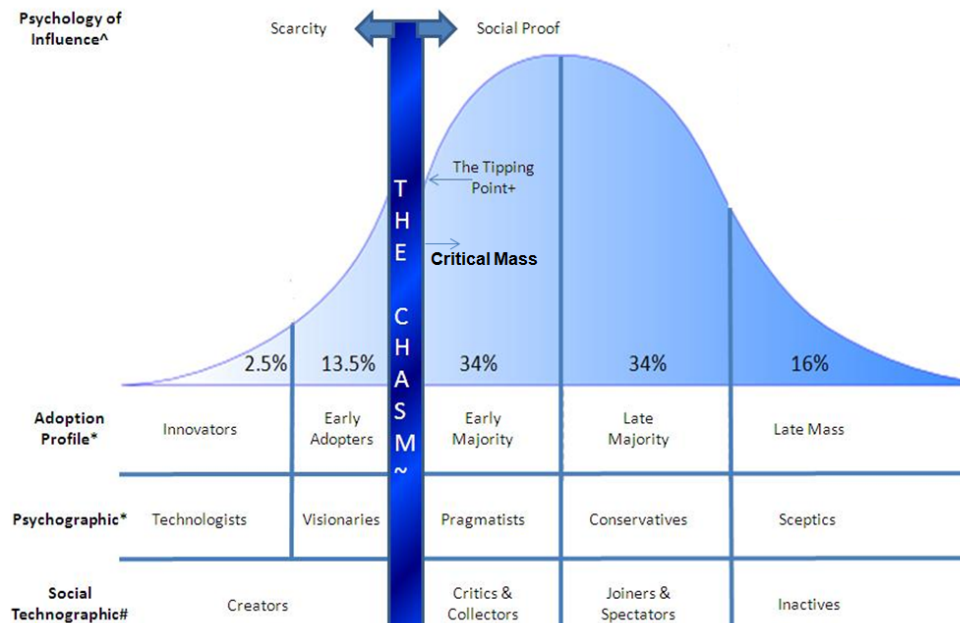 Psychology of
Influence^
Scarcity
Social Proof
The Tipping
Point+
Critical Mass
THE CHASM~
2.5%
13.5%
34%
34%
16%
Adoption
Profile*
Innovators
Early
Adopters
Early
Majority
Late
Majority
Late Mass
Psychographic*
Technologists
Visionaries
Pragmatists
Conservatives
Sceptics
Social
Technographic#
Creators
Critics &
Collectors
Joiners &
Spectators
Inactives